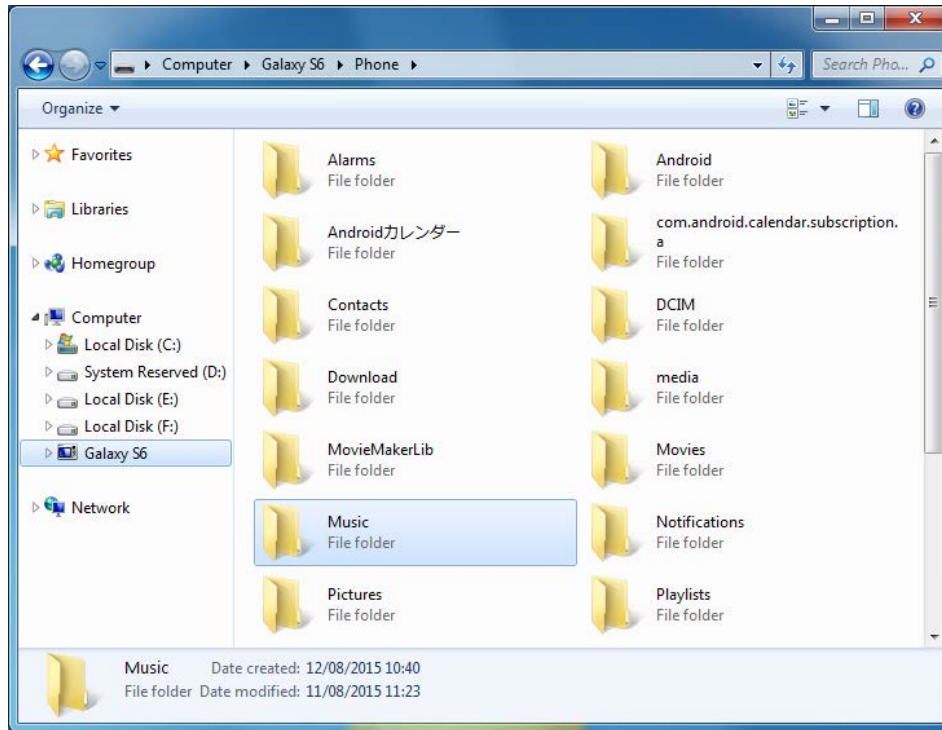 Computer Galaxy S6 Phone
Search Pho...
Organize
Favorites
Libraries
Homegroup
Computer
Local Disk (C:)
System Reserved (D:)
Local Disk (E:)
Local Disk (F:)
Galaxy S6
Network
Alarms
File folder
Android
File folder
Androidカレンダー
File folder
com.android.calendar.subscription.
a
File folder
Contacts
File folder
DCIM
File folder
Download
File folder
media
File folder
MovieMakerLib
File folder
Movies
File folder
Music
File folder
Notifications
File folder
Pictures
File folder
Playlists
File folder
Music Date created: 12/08/2015 10:40
File folder Date modified: 11/08/2015 11:23